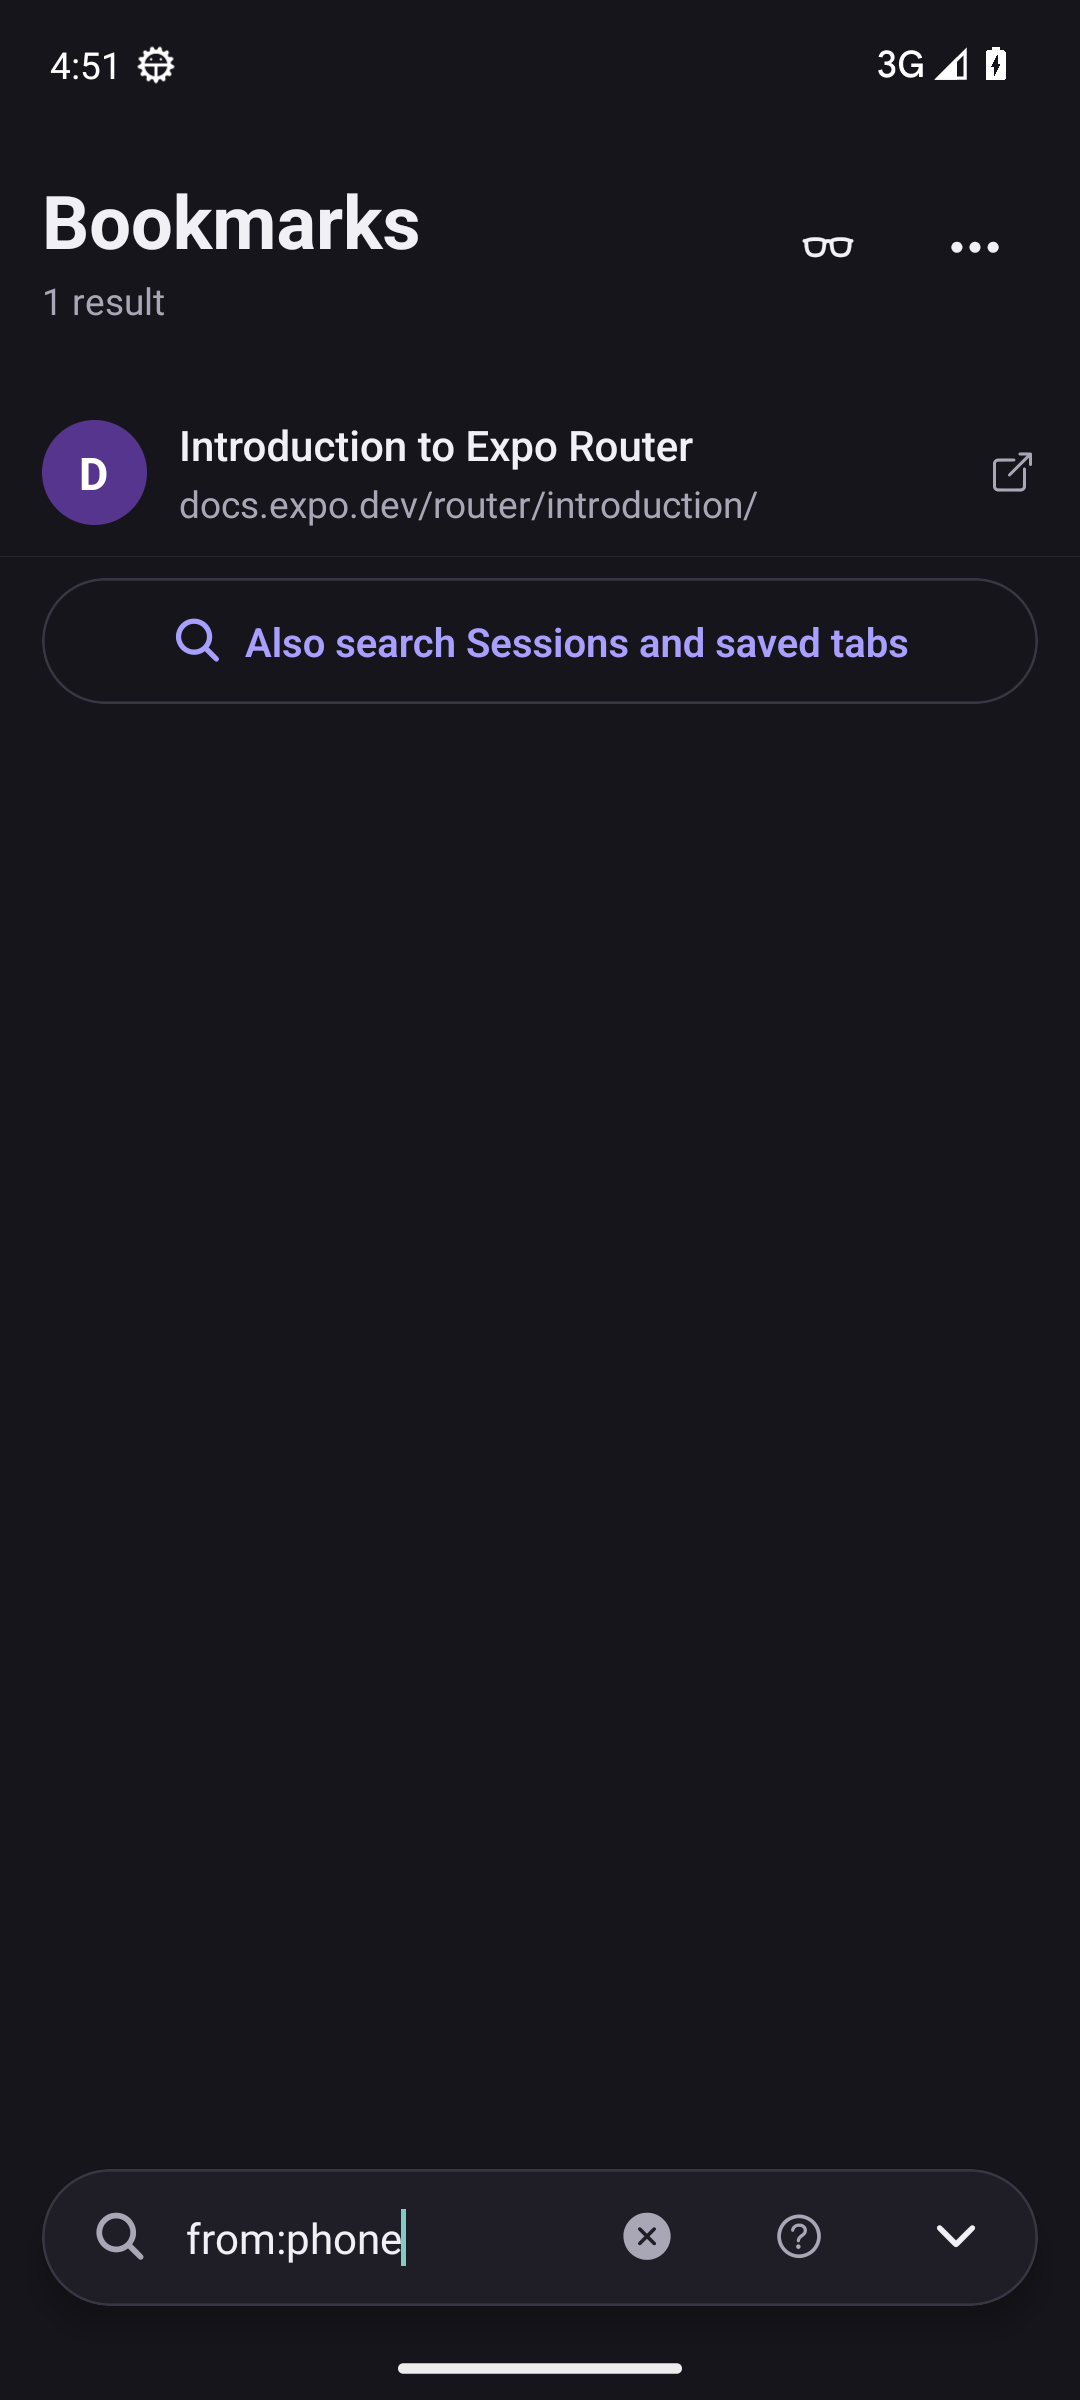 4:51
3G
Bookmarks
1 result
D
Introduction to Expo Router
docs.expo.dev/router/introduction/
Also search Sessions and saved tabs
from:phone